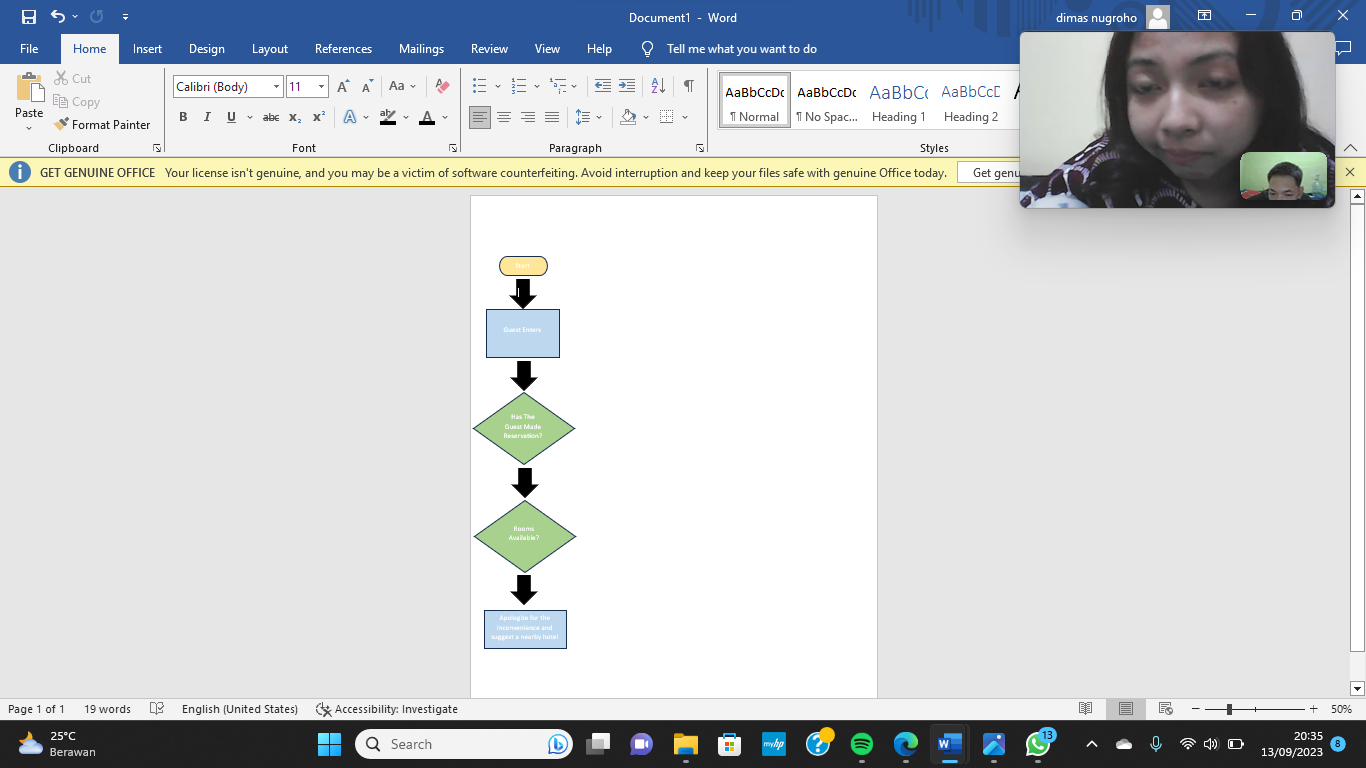 Document1 - Word
dimas nugroho
File Home Insert Design Layout References Mailings Review View Help Tell me what you want to do
Paste
Cut
Copy
Format Painter
Clipboard
Calibri (Body) 11
Font
Paragraph
AaBbCcDc AaBbCcDc AaBbCc AaBbCcD
¶ Normal ¶ No Spac... Heading 1 Heading 2
Styles
GET GENUINE OFFICE Your license isn't genuine, and you may be a victim of software counterfeiting. Avoid interruption and keep your files safe with genuine Office today. Get genu
Start
Guest Enters
Has The
Guest Made
Reservation?
Rooms
Available?
Apologize for the
inconvenience and
suggest a nearby hotel
Page 1 of 1 19 words English (United States) Accessibility: Investigate 50%
25°C
Berawan
Search
myhp
13
20:35
13/09/2023
8